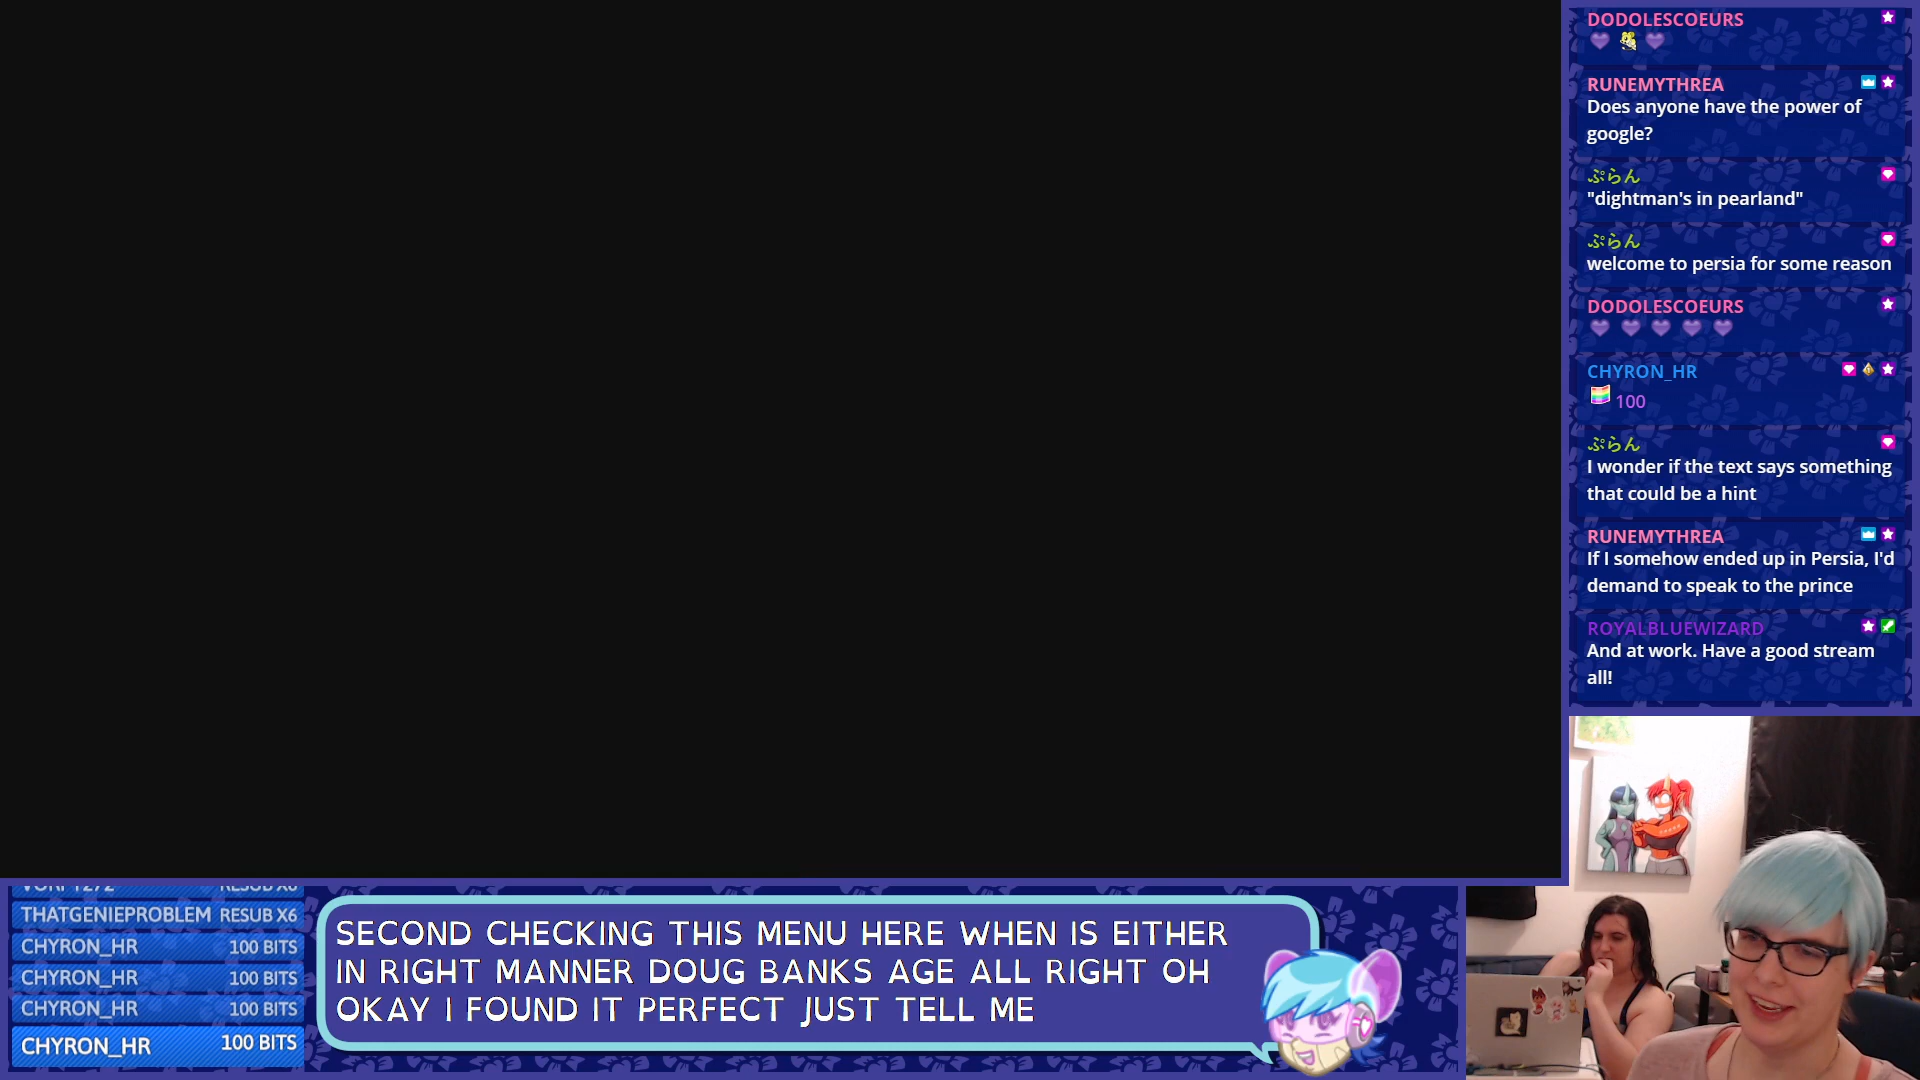 DODOLESCOEURS
RUNEMYTHREA
Does anyone have the power of
google?
ぷらん
"dightman's in pearland"
ぷらん
welcome to persia for some reason
DODOLESCOEURS
CHYRON_HR
100
ぷらん
I wonder if the text says something
that could be a hint
RUNEMYTHREA
If I somehow ended up in Persia, I'd
demand to speak to the prince
ROYALBLUEWIZARD
And at work. Have a good stream
all!
RESUB X6
THATGENIEPROBLEM RESUB X6
CHYRON_HR 100 BITS
CHYRON_HR 100 BITS
CHYRON_HR 100 BITS
CHYRON_HR 100 BITS
SECOND CHECKING THIS MENU HERE WHEN IS EITHER
IN RIGHT MANNER DOUG BANKS AGE ALL RIGHT OH
OKAY I FOUND IT PERFECT JUST TELL ME